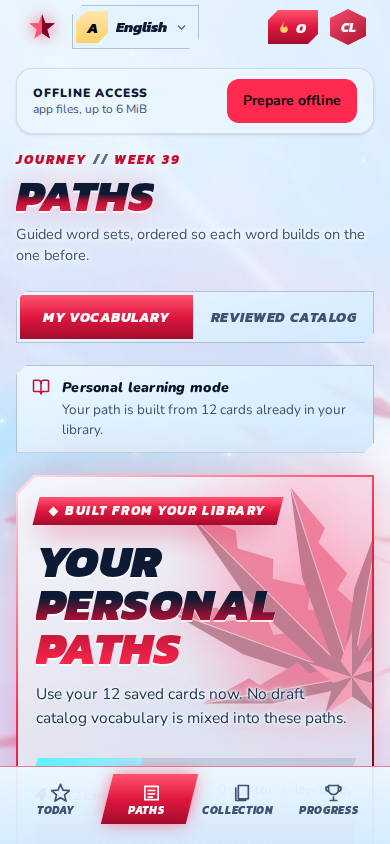 A English 0 CL
OFFLINE ACCESS
app files, up to 6 MiB
Prepare offline
JOURNEY // WEEK 39
PATHS
Guided word sets, ordered so each word builds on the
one before.
MY VOCABULARY REVIEWED CATALOG
Personal learning mode
Your path is built from 12 cards already in your
library.
◆ BUILT FROM YOUR LIBRARY
YOUR
PERSONAL
PATHS
Use your 12 saved cards now. No draft
catalog vocabulary is mixed into these paths.
TODAY PATHS COLLECTION PROGRESS